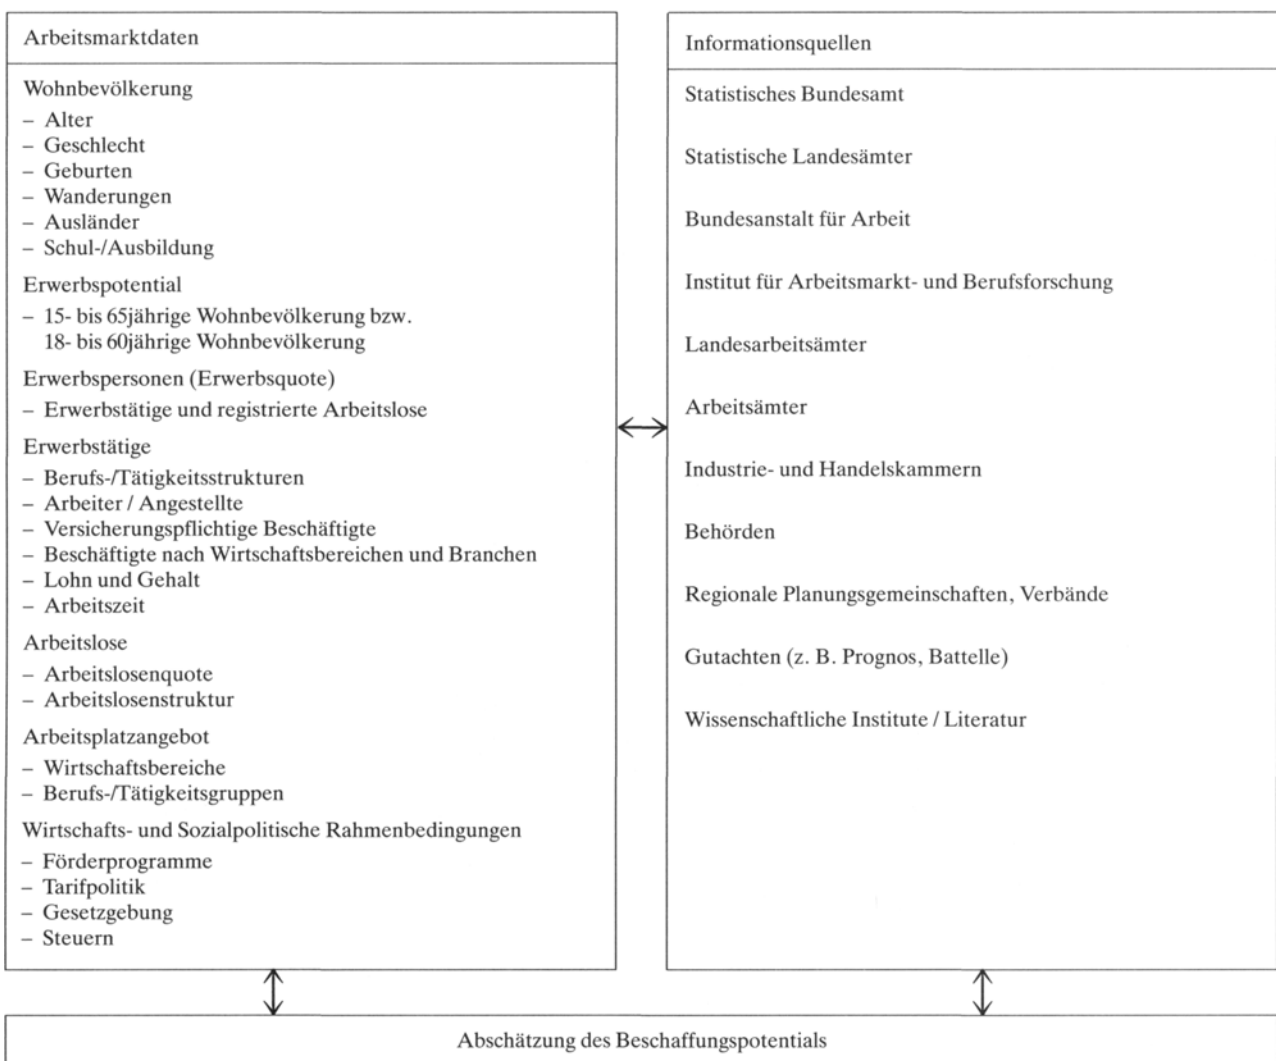 Arbeitsmarktdaten
Wohnbevölkerung
– Alter
– Geschlecht
– Geburten
– Wanderungen
– Ausländer
– Schul-/Ausbildung
Erwerbspotential
– 15- bis 65jährige Wohnbevölkerung bzw.
18- bis 60jährige Wohnbevölkerung
Erwerbspersonen (Erwerbsquote)
– Erwerbstätige und registrierte Arbeitslose
Erwerbstätige
– Berufs-/Tätigkeitsstrukturen
– Arbeiter / Angestellte
– Versicherungspflichtige Beschäftigte
– Beschäftigte nach Wirtschaftsbereichen und Branchen
– Lohn und Gehalt
– Arbeitszeit
Arbeitslose
– Arbeitslosenquote
– Arbeitslosenstruktur
Arbeitsplatzangebot
– Wirtschaftsbereiche
– Berufs-/Tätigkeitsgruppen
Wirtschafts- und Sozialpolitische Rahmenbedingungen
– Förderprogramme
– Tarifpolitik
– Gesetzgebung
– Steuern
Informationsquellen
Statistisches Bundesamt
Statistische Landesämter
Bundesanstalt für Arbeit
Institut für Arbeitsmarkt- und Berufsforschung
Landesarbeitsämter
Arbeitsämter
Industrie- und Handelskammern
Behörden
Regionale Planungsgemeinschaften, Verbände
Gutachten (z. B. Prognos, Battelle)
Wissenschaftliche Institute / Literatur
Abschätzung des Beschaffungspotentials